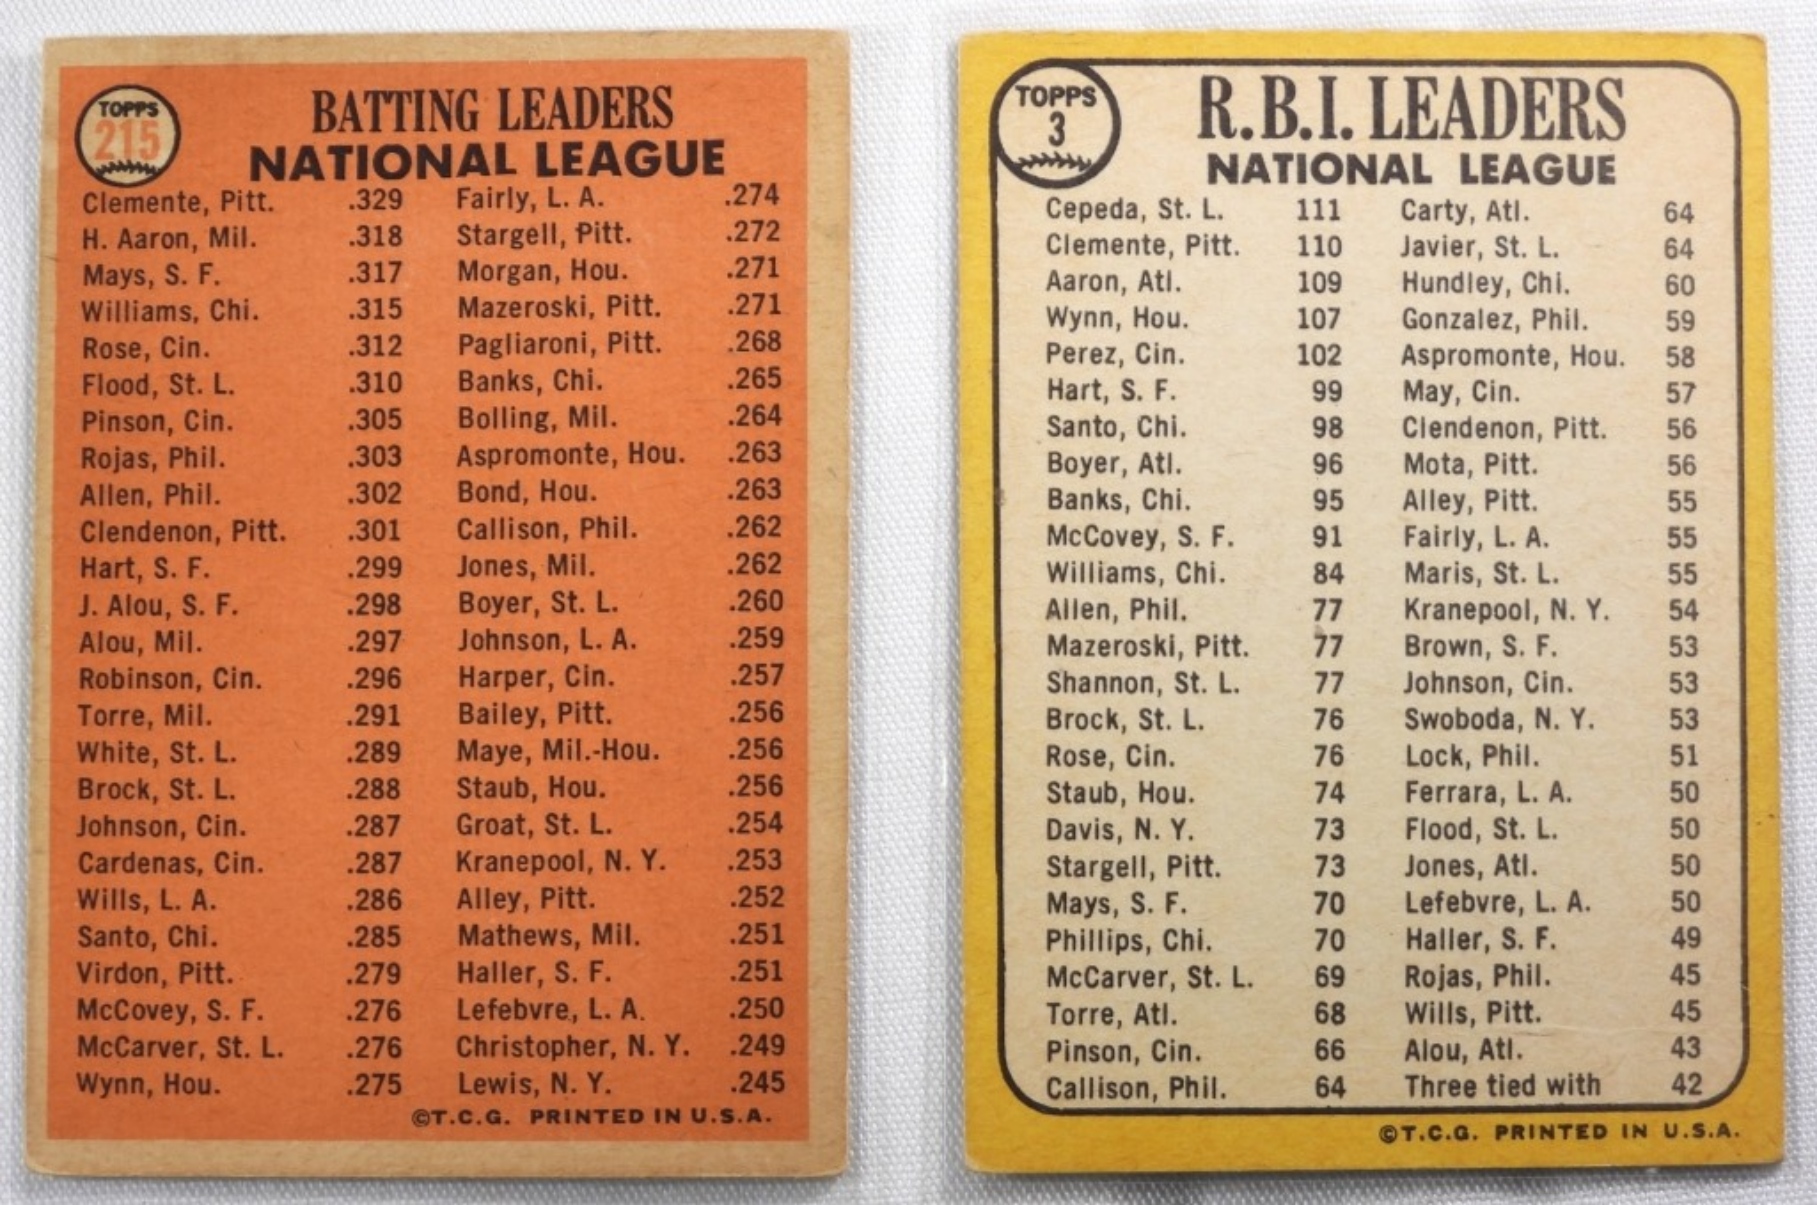 TOPPS
215
BATTING LEADERS
NATIONAL LEAGUE
Clemente, Pitt. .329 Fairly, L. A. .274
H. Aaron, Mil. .318 Stargell, Pitt. .272
Mays, S. F. .317 Morgan, Hou. .271
Williams, Chi. .315 Mazeroski, Pitt. .271
Rose, Cin. .312 Pagliaroni, Pitt. .268
Flood, St. L. .310 Banks, Chi. .265
Pinson, Cin. .305 Bolling, Mil. .264
Rojas, Phil. .303 Aspromonte, Hou. .263
Allen, Phil. .302 Bond, Hou. .263
Clendenon, Pitt. .301 Callison, Phil. .262
Hart, S. F. .299 Jones, Mil. .262
J. Alou, S. F. .298 Boyer, St. L. .260
Alou, Mil. .297 Johnson, L. A. .259
Robinson, Cin. .296 Harper, Cin. .257
Torre, Mil. .291 Bailey, Pitt. .256
White, St. L. .289 Maye, Mil.-Hou. .256
Brock, St. L. .288 Staub, Hou. .256
Johnson, Cin. .287 Groat, St. L. .254
Cardenas, Cin. .287 Kranepool, N. Y. .253
Wills, L. A. .286 Alley, Pitt. .252
Santo, Chi. .285 Mathews, Mil. .251
Virdon, Pitt. .279 Haller, S. F. .251
McCovey, S. F. .276 Lefebvre, L. A. .250
McCarver, St. L. .276 Christopher, N. Y. .249
Wynn, Hou. .275 Lewis, N. Y. .245
©T.C.G. PRINTED IN U.S.A.
TOPPS
3
R.B.I. LEADERS
NATIONAL LEAGUE
Cepeda, St. L. 111 Carty, Atl. 64
Clemente, Pitt. 110 Javier, St. L. 64
Aaron, Atl. 109 Hundley, Chi. 60
Wynn, Hou. 107 Gonzalez, Phil. 59
Perez, Cin. 102 Aspromonte, Hou. 58
Hart, S. F. 99 May, Cin. 57
Santo, Chi. 98 Clendenon, Pitt. 56
Boyer, Atl. 96 Mota, Pitt. 56
Banks, Chi. 95 Alley, Pitt. 55
McCovey, S. F. 91 Fairly, L. A. 55
Williams, Chi. 84 Maris, St. L. 55
Allen, Phil. 77 Kranepool, N. Y. 54
Mazeroski, Pitt. 77 Brown, S. F. 53
Shannon, St. L. 77 Johnson, Cin. 53
Brock, St. L. 76 Swoboda, N. Y. 53
Rose, Cin. 76 Lock, Phil. 51
Staub, Hou. 74 Ferrara, L. A. 50
Davis, N. Y. 73 Flood, St. L. 50
Stargell, Pitt. 73 Jones, Atl. 50
Mays, S. F. 70 Lefebvre, L. A. 50
Phillips, Chi. 70 Haller, S. F. 49
McCarver, St. L. 69 Rojas, Phil. 45
Torre, Atl. 68 Wills, Pitt. 45
Pinson, Cin. 66 Alou, Atl. 43
Callison, Phil. 64 Three tied with 42
©T.C.G. PRINTED IN U.S.A.